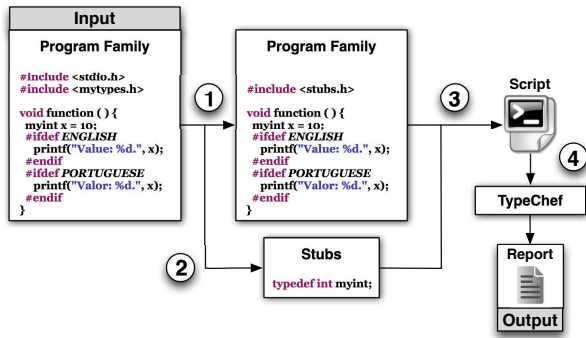 Input
Program Family
#include <stdio.h>
#include <mytypes.h>
void function ( ) {
myint x = 10;
#ifdef ENGLISH
printf("Value: %d.", x);
#endif
#ifdef PORTUGUESE
printf("Valor: %d.", x);
#endif
}
1
2
Program Family
#include <stubs.h>
void function ( ) {
myint x = 10;
#ifdef ENGLISH
printf("Value: %d.", x);
#endif
#ifdef PORTUGUESE
printf("Valor: %d.", x);
#endif
}
Stubs
typedef int myint;
3
Script
4
TypeChef
Report
Output